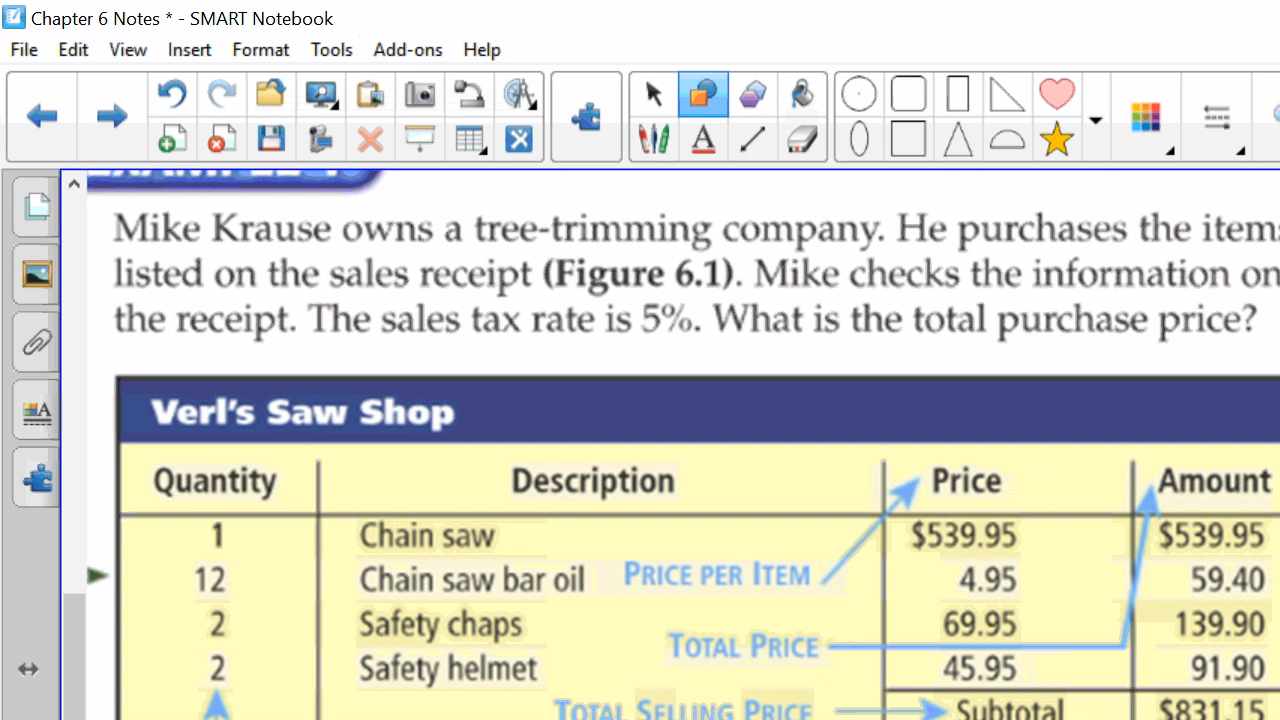 Chapter 6 Notes * - SMART Notebook
File Edit View Insert Format Tools Add-ons Help
Mike Krause owns a tree-trimming company. He purchases the items
listed on the sales receipt (Figure 6.1). Mike checks the information on
the receipt. The sales tax rate is 5%. What is the total purchase price?
Verl's Saw Shop
Quantity Description Price Amount
1 Chain saw $539.95 $539.95
12 Chain saw bar oil PRICE PER ITEM 4.95 59.40
2 Safety chaps 69.95 139.90
TOTAL PRICE
2 Safety helmet 45.95 91.90
TOTAL SELLING PRICE Subtotal $831.15